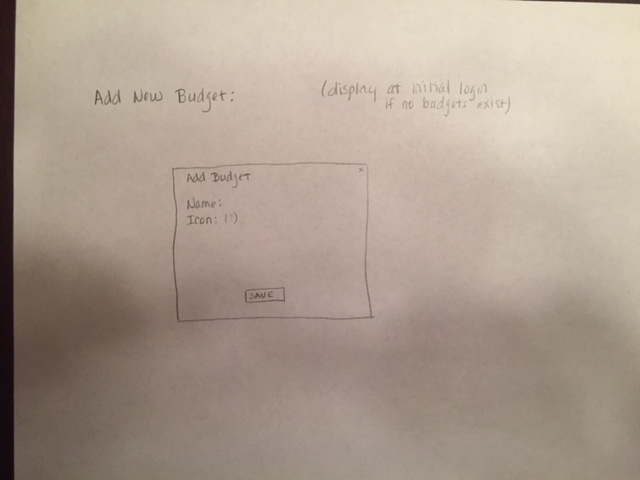 Add New Budget:
(display at initial login
if no budgets exist)
Add Budget x
Name:
Icon: (?)
SAVE